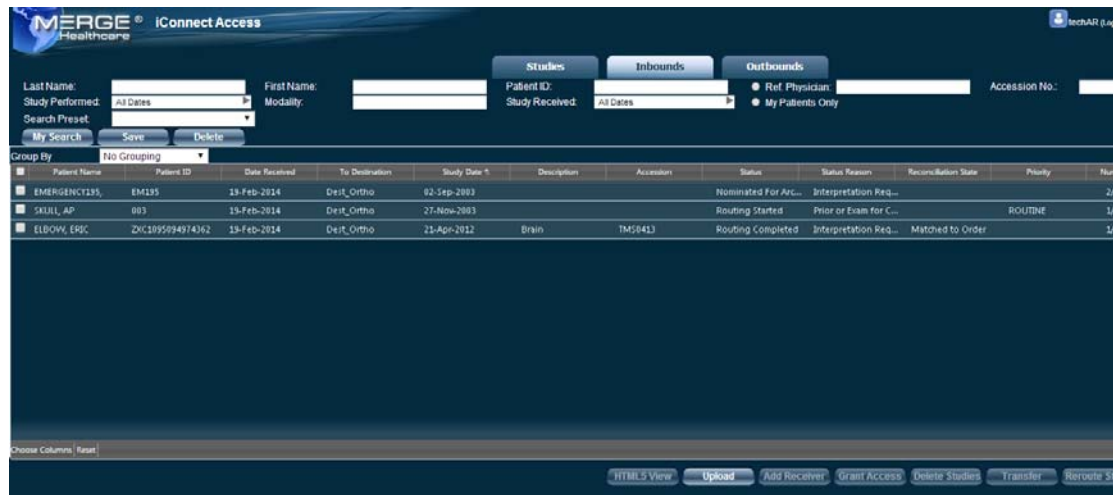 MERGE® iConnect Access
Healthcare
techAR
Studies Inbounds Outbounds
Last Name: First Name: Patient ID: Ref. Physician: Accession No.:
Study Performed: All Dates Modality: Study Received: All Dates My Patients Only
Search Preset:
My Search Save Delete
Group By No Grouping
Patient Name Patient ID Date Received To Destination Study Date Description Accession Status Status Reason Reconciliation State Priority
EMERGENCY195, EM195 19-Feb-2014 Dest_Ortho 02-Sep-2003 Nominated For Arc... Interpretation Req...
SKULL, AP 003 19-Feb-2014 Dest_Ortho 27-Nov-2003 Routing Started Prior or Exam for C... ROUTINE
ELBOW, ERIC ZXC1095094974362 19-Feb-2014 Dest_Ortho 21-Apr-2012 Brain TMS0413 Routing Completed Interpretation Req... Matched to Order
Choose Columns Reset
HTML5 View Upload Add Receiver Grant Access Delete Studies Transfer Reroute